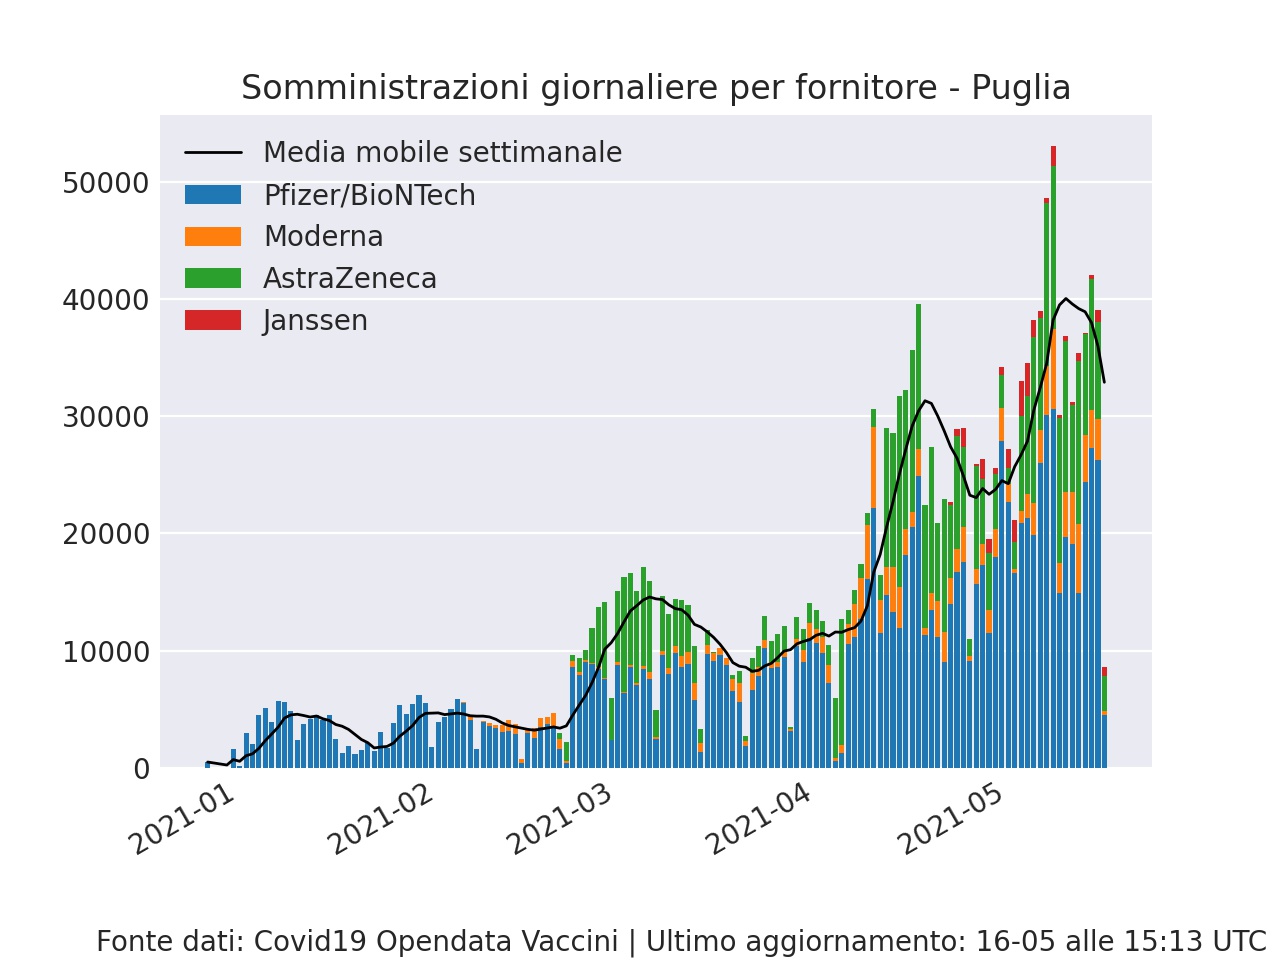 Somministrazioni giornaliere per fornitore - Puglia
Media mobile settimanale
Pfizer/BioNTech
Moderna
AstraZeneca
Janssen
50000
40000
30000
20000
10000
0
2021-01
2021-02
2021-03
2021-04
2021-05
Fonte dati: Covid19 Opendata Vaccini | Ultimo aggiornamento: 16-05 alle 15:13 UTC